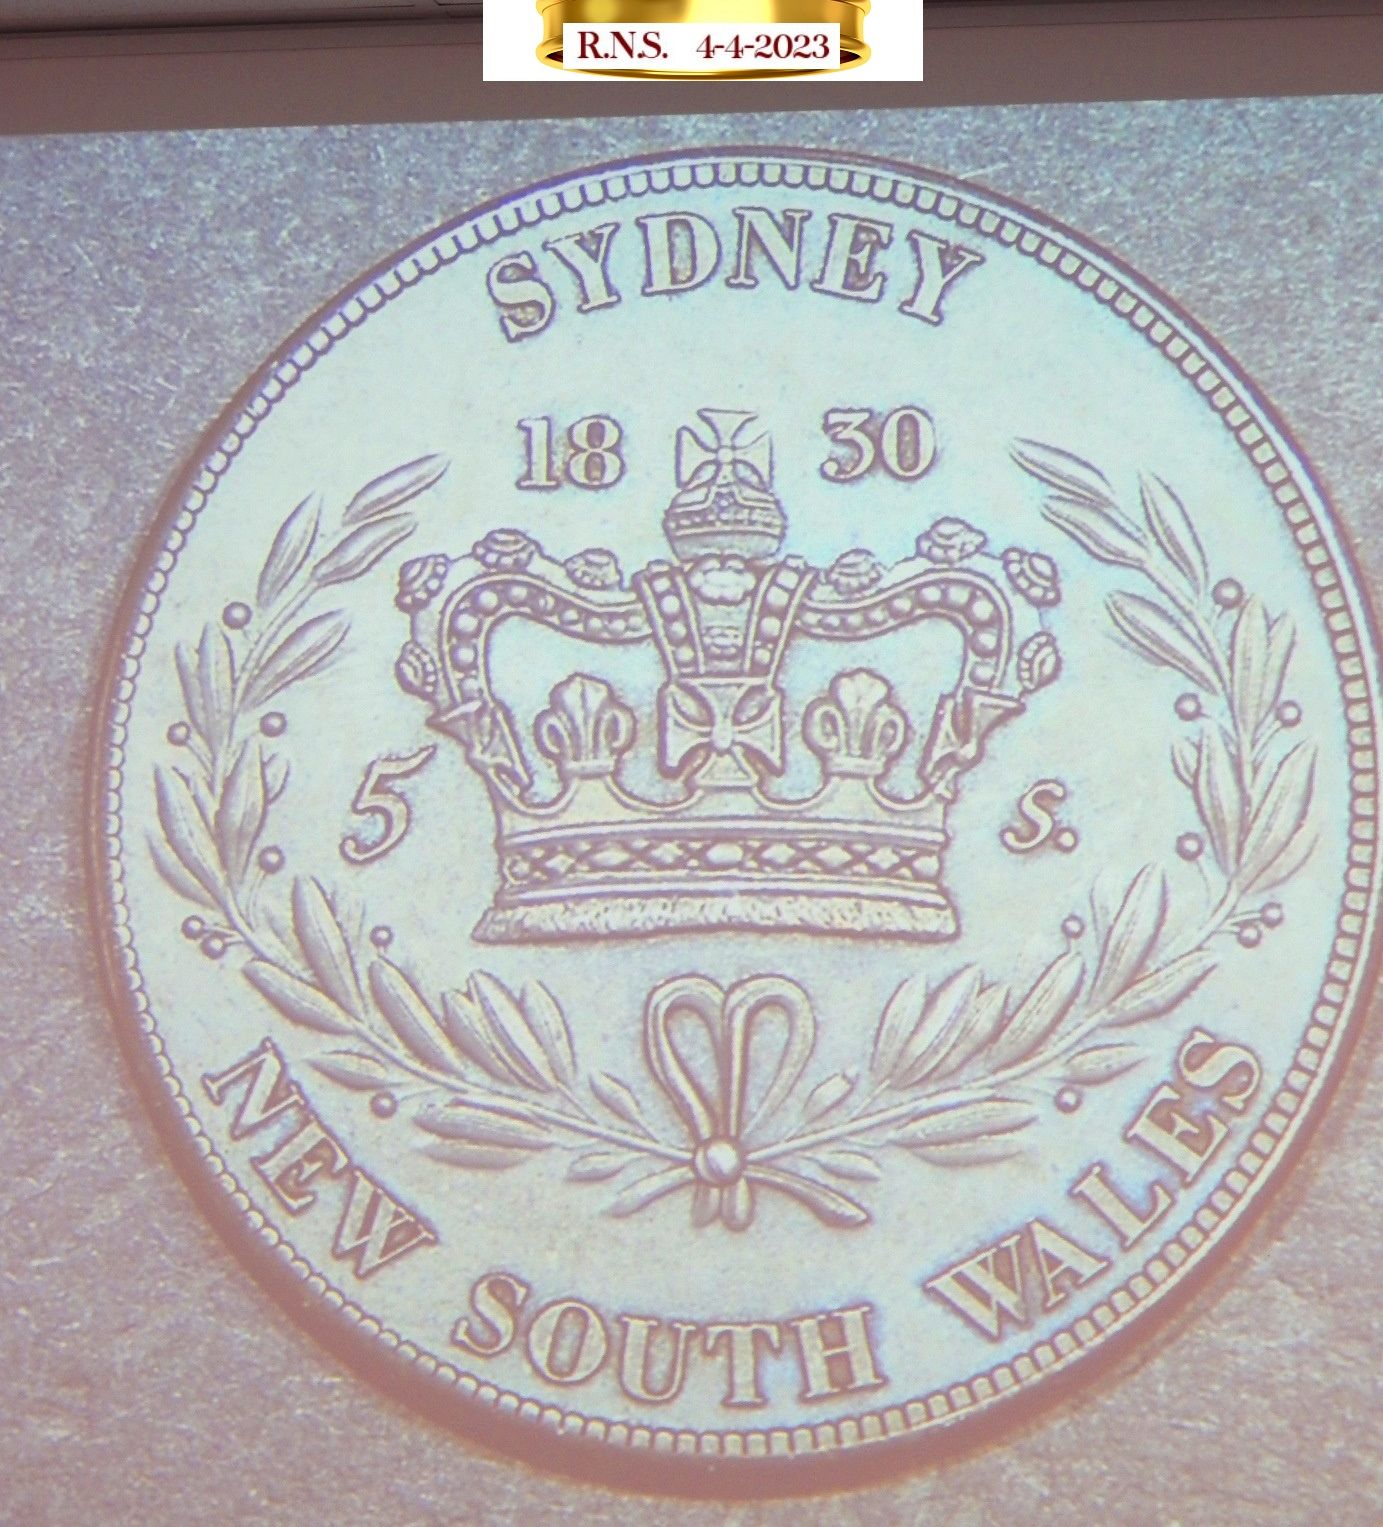 R.N.S. 4-4-2023
SYDNEY
18 30
5 s.
NEW SOUTH WALES